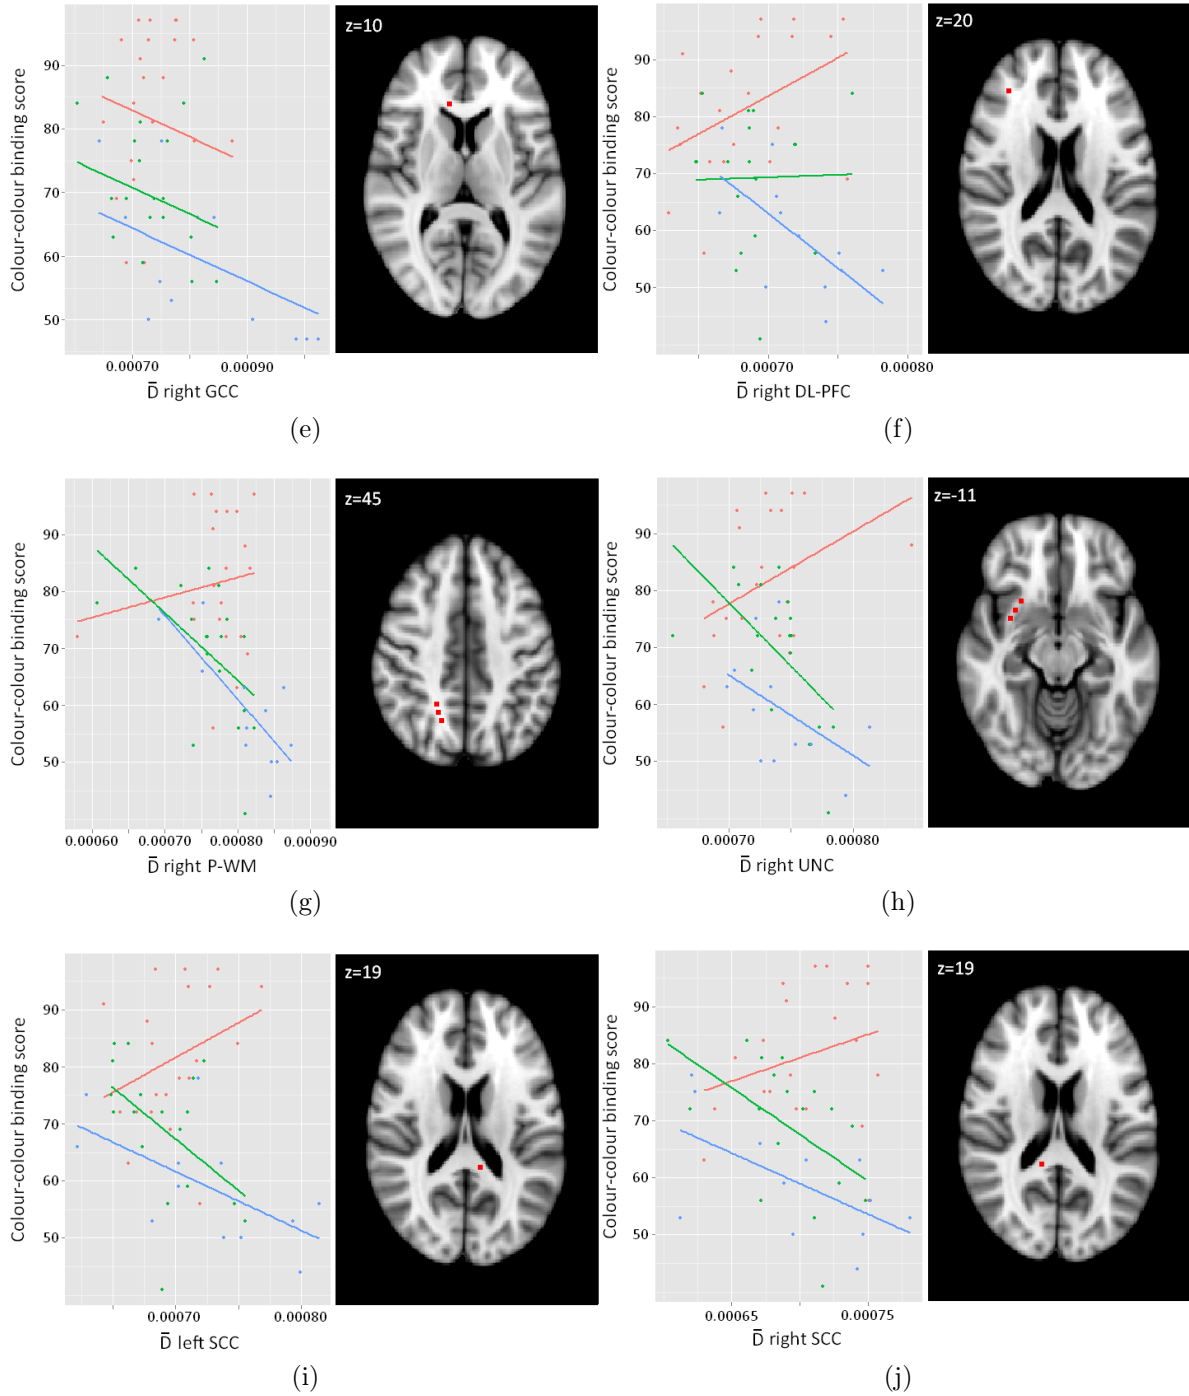 Colour-colour binding score
90
80
70
60
50
0.00070 0.00090
D̄ right GCC
z=10
(e)
Colour-colour binding score
90
80
70
60
50
0.00070 0.00080
D̄ right DL-PFC
z=20
(f)
Colour-colour binding score
90
80
70
60
50
0.00060 0.00070 0.00080 0.00090
D̄ right P-WM
z=45
(g)
Colour-colour binding score
90
80
70
60
50
0.00070 0.00080
D̄ right UNC
z=-11
(h)
Colour-colour binding score
90
80
70
60
50
0.00070 0.00080
D̄ left SCC
z=19
(i)
Colour-colour binding score
90
80
70
60
50
0.00065 0.00075
D̄ right SCC
z=19
(j)